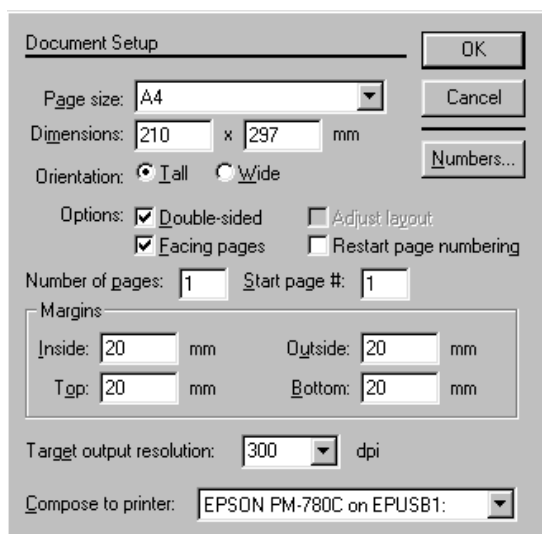 Document Setup
OK
Page size: A4
Cancel
Dimensions: 210 x 297 mm
Numbers...
Orientation: Tall Wide
Options: Double-sided Adjust layout
Facing pages Restart page numbering
Number of pages: 1 Start page #: 1
Margins
Inside: 20 mm Outside: 20 mm
Top: 20 mm Bottom: 20 mm
Target output resolution: 300 dpi
Compose to printer: EPSON PM-780C on EPUSB1: